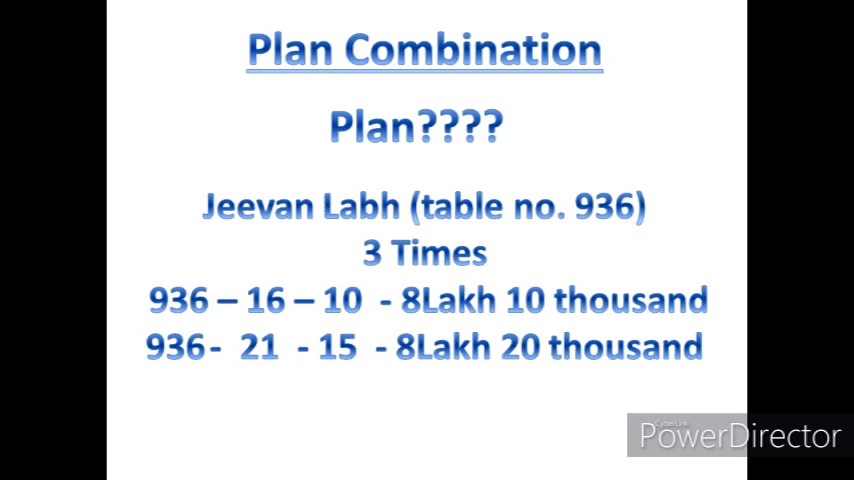 Plan Combination
Plan????
Jeevan Labh (table no. 936)
3 Times
936 – 16 – 10 - 8Lakh 10 thousand
936 - 21 - 15 - 8Lakh 20 thousand
CyberLink
PowerDirector